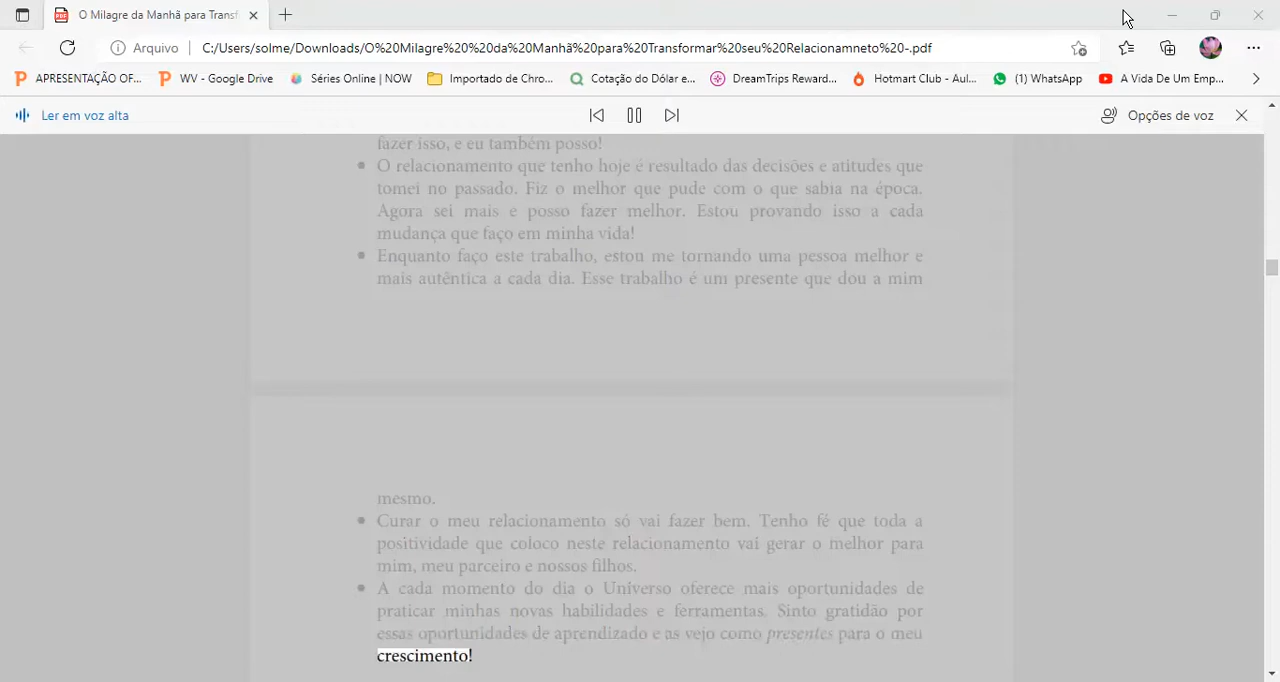 O Milagre da Manhã para Transf
Arquivo C:/Users/solme/Downloads/O%20Milagre%20%20da%20Manhã%20para%20Transformar%20seu%20Relacionamneto%20-.pdf
APRESENTAÇÃO OF... WV - Google Drive Séries Online | NOW Importado de Chro... Cotação do Dólar e... DreamTrips Reward... Hotmart Club - Aul... (1) WhatsApp A Vida De Um Emp...
Ler em voz alta Opções de voz
fazer isso, e eu também posso!
• O relacionamento que tenho hoje é resultado das decisões e atitudes que
tomei no passado. Fiz o melhor que pude com o que sabia na época.
Agora sei mais e posso fazer melhor. Estou provando isso a cada
mudança que faço em minha vida!
• Enquanto faço este trabalho, estou me tornando uma pessoa melhor e
mais autêntica a cada dia. Esse trabalho é um presente que dou a mim
mesmo.
• Curar o meu relacionamento só vai fazer bem. Tenho fé que toda a
positividade que coloco neste relacionamento vai gerar o melhor para
mim, meu parceiro e nossos filhos.
• A cada momento do dia o Universo oferece mais oportunidades de
praticar minhas novas habilidades e ferramentas. Sinto gratidão por
essas oportunidades de aprendizado e as vejo como presentes para o meu
crescimento!